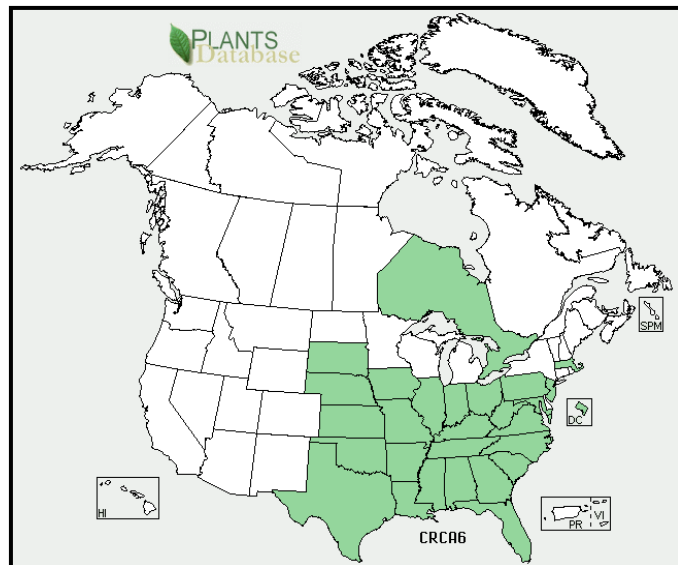 PLANTS
Database
SPM
DC
HI
PR
VI
CRCA6